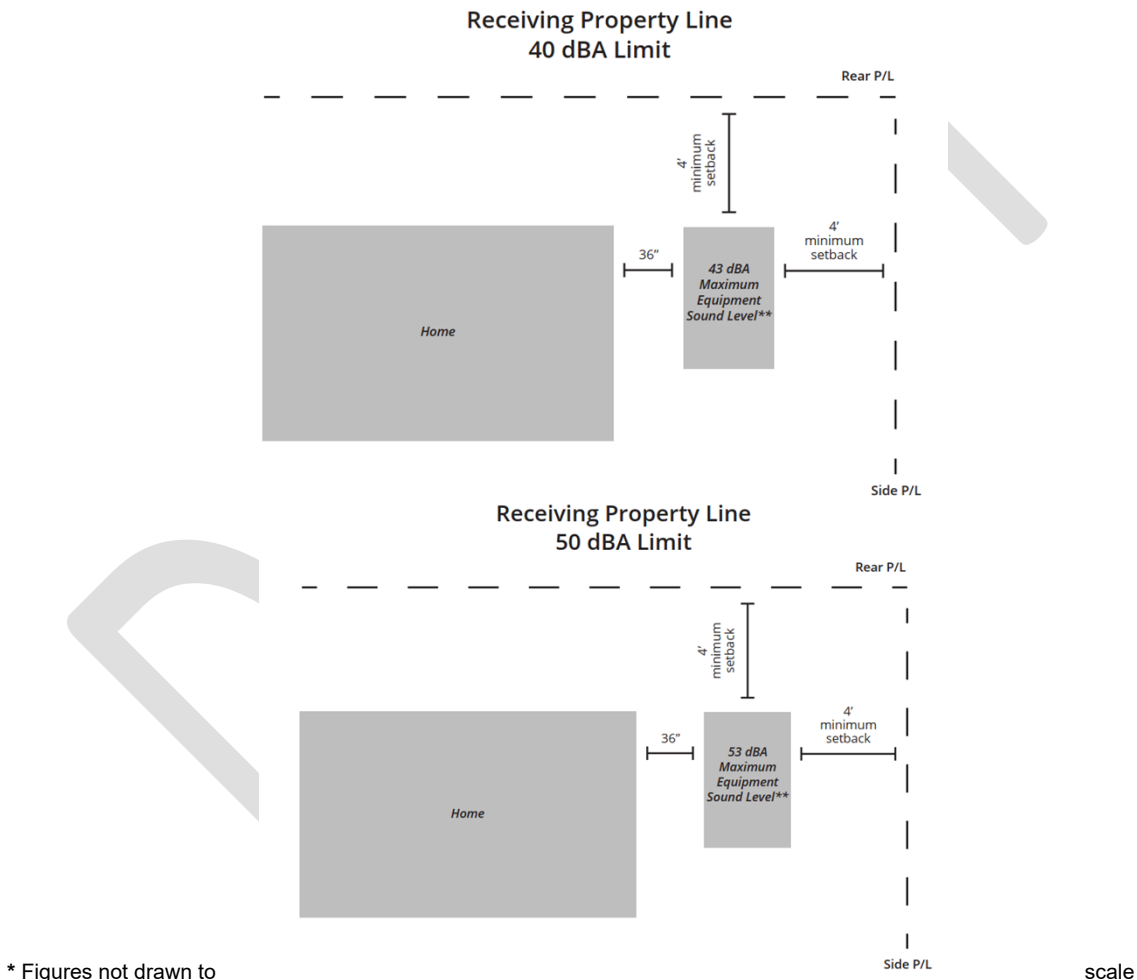 Receiving Property Line
40 dBA Limit
Rear P/L
4'
minimum
setback
36"
4'
minimum
setback
43 dBA
Maximum
Equipment
Sound Level**
Home
Side P/L
Receiving Property Line
50 dBA Limit
Rear P/L
4'
minimum
setback
36"
4'
minimum
setback
53 dBA
Maximum
Equipment
Sound Level**
Home
Side P/L
* Figures not drawn to scale